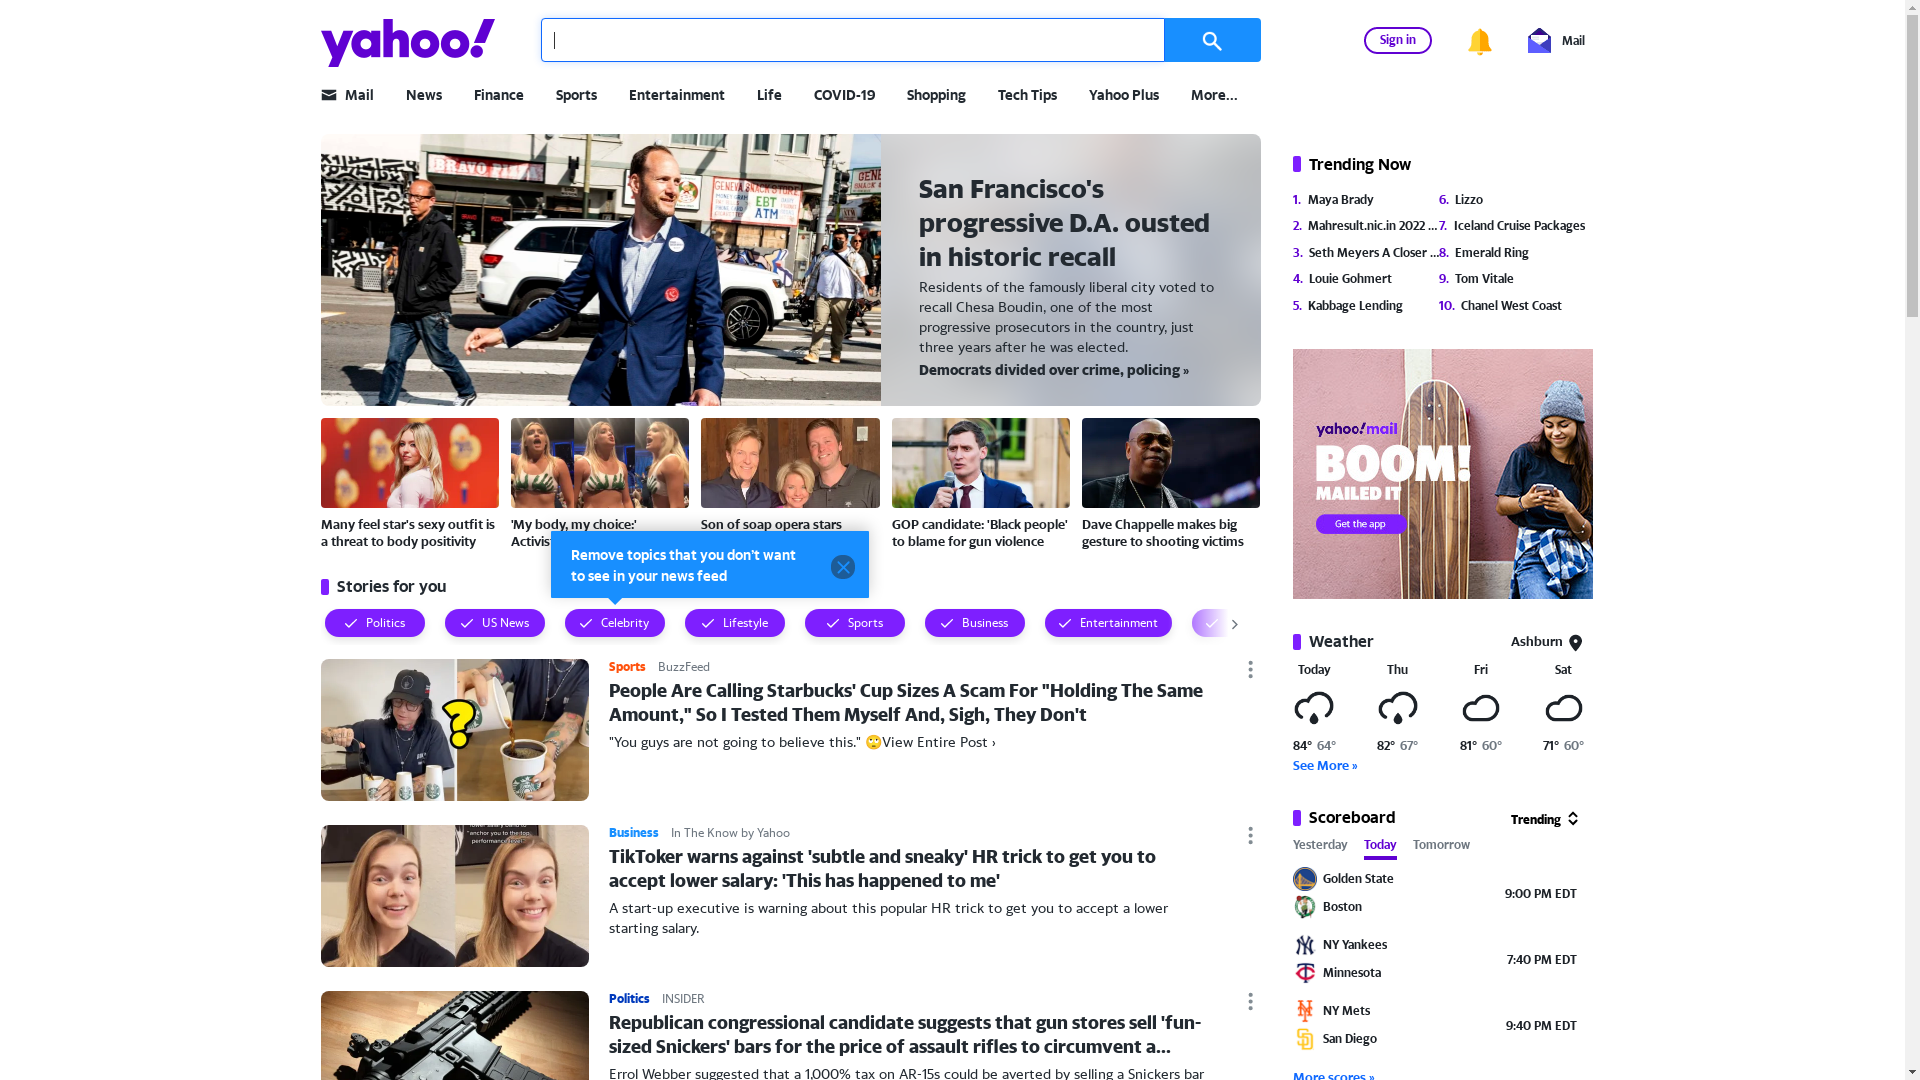 yahoo!
Sign in
Mail
Mail
News
Finance
Sports
Entertainment
Life
COVID-19
Shopping
Tech Tips
Yahoo Plus
More...
BRAVO PIZZA
GENEVA SNACK STORE
EBT
ATM
San Francisco's
progressive D.A. ousted
in historic recall
Residents of the famously liberal city voted to
recall Chesa Boudin, one of the most
progressive prosecutors in the country, just
three years after he was elected.
Democrats divided over crime, policing »
Many feel star's sexy outfit is
a threat to body positivity
'My body, my choice:'
Son of soap opera stars
GOP candidate: 'Black people'
to blame for gun violence
Dave Chappelle makes big
gesture to shooting victims
Remove topics that you don't want
to see in your news feed
Stories for you
Politics
US News
Celebrity
Lifestyle
Sports
Business
Entertainment
Sports BuzzFeed
People Are Calling Starbucks' Cup Sizes A Scam For "Holding The Same
Amount," So I Tested Them Myself And, Sigh, They Don't
"You guys are not going to believe this." 🙄View Entire Post ›
Business In The Know by Yahoo
TikToker warns against 'subtle and sneaky' HR trick to get you to
accept lower salary: 'This has happened to me'
A start-up executive is warning about this popular HR trick to get you to accept a lower
starting salary.
Politics INSIDER
Republican congressional candidate suggests that gun stores sell 'fun-
sized Snickers' bars for the price of assault rifles to circumvent a...
Errol Webber suggested that a 1,000% tax on AR-15s could be averted by selling a Snickers bar
Trending Now
1. Maya Brady
2. Mahresult.nic.in 2022 ...
3. Seth Meyers A Closer ...
4. Louie Gohmert
5. Kabbage Lending
6. Lizzo
7. Iceland Cruise Packages
8. Emerald Ring
9. Tom Vitale
10. Chanel West Coast
yahoo!mail
BOOM!
MAILED IT
Get the app
Weather
Ashburn
Today Thu Fri Sat
84° 64° 82° 67° 81° 60° 71° 60°
See More »
Scoreboard
Trending
Yesterday Today Tomorrow
Golden State
Boston
9:00 PM EDT
NY Yankees
Minnesota
7:40 PM EDT
NY Mets
San Diego
9:40 PM EDT
More scores »